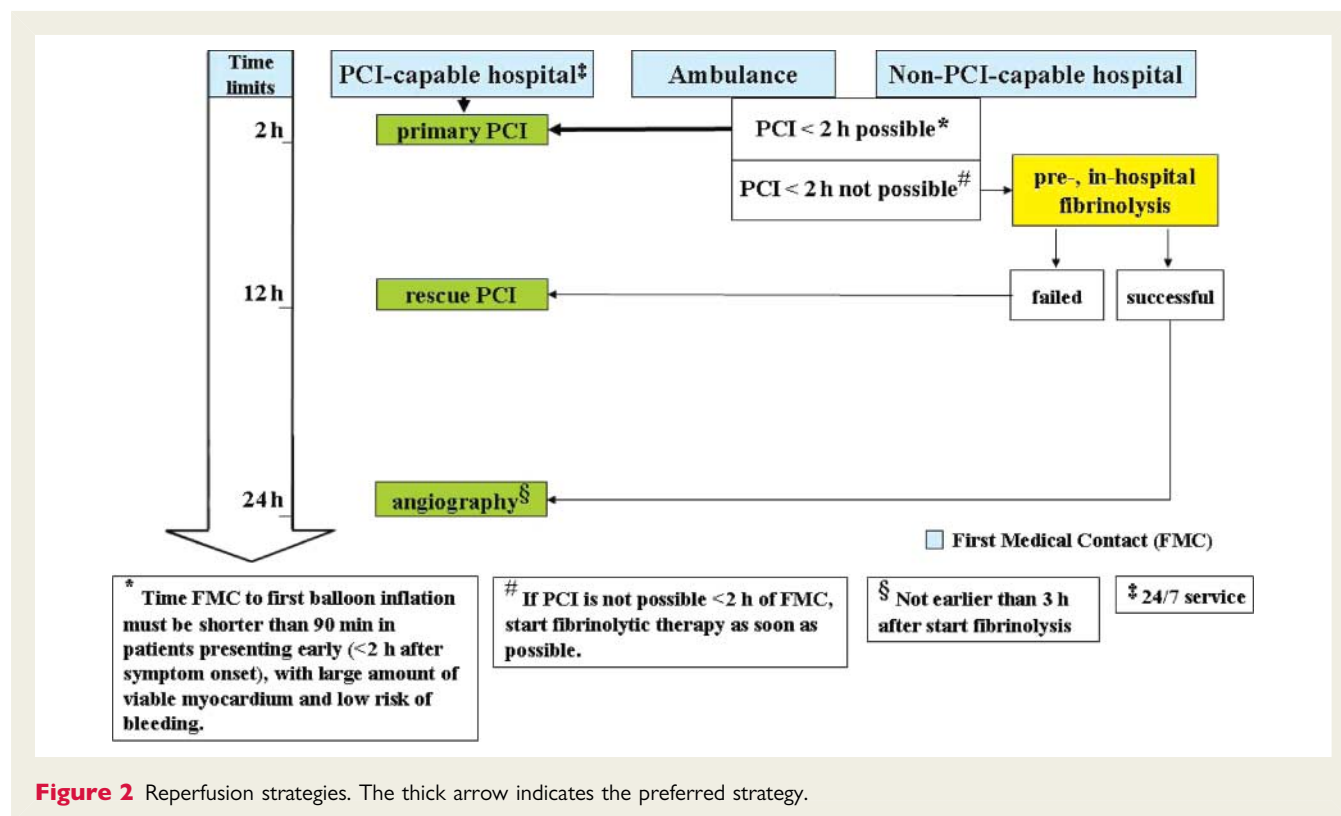 Time
limits
PCI-capable hospital‡
Ambulance
Non-PCI-capable hospital
2 h
primary PCI
PCI < 2 h possible*
PCI < 2 h not possible#
pre-, in-hospital
fibrinolysis
12 h
rescue PCI
failed
successful
24 h
angiography§
First Medical Contact (FMC)
* Time FMC to first balloon inflation
must be shorter than 90 min in
patients presenting early (<2 h after
symptom onset), with large amount of
viable myocardium and low risk of
bleeding.
# If PCI is not possible <2 h of FMC,
start fibrinolytic therapy as soon as
possible.
§ Not earlier than 3 h
after start fibrinolysis
‡ 24/7 service
Figure 2 Reperfusion strategies. The thick arrow indicates the preferred strategy.